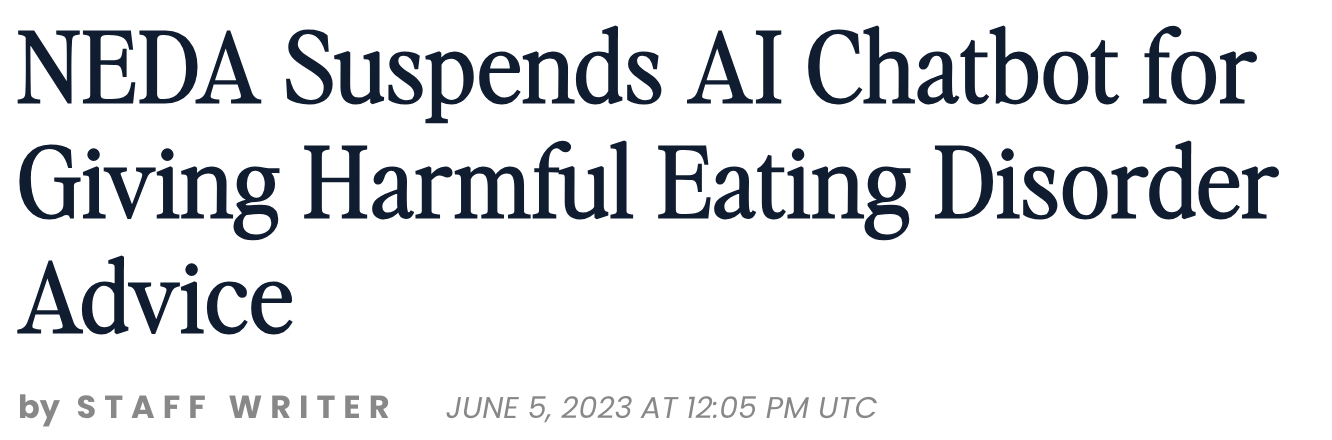 NEDA Suspends AI Chatbot for
Giving Harmful Eating Disorder
Advice
by STAFF WRITER JUNE 5, 2023 AT 12:05 PM UTC